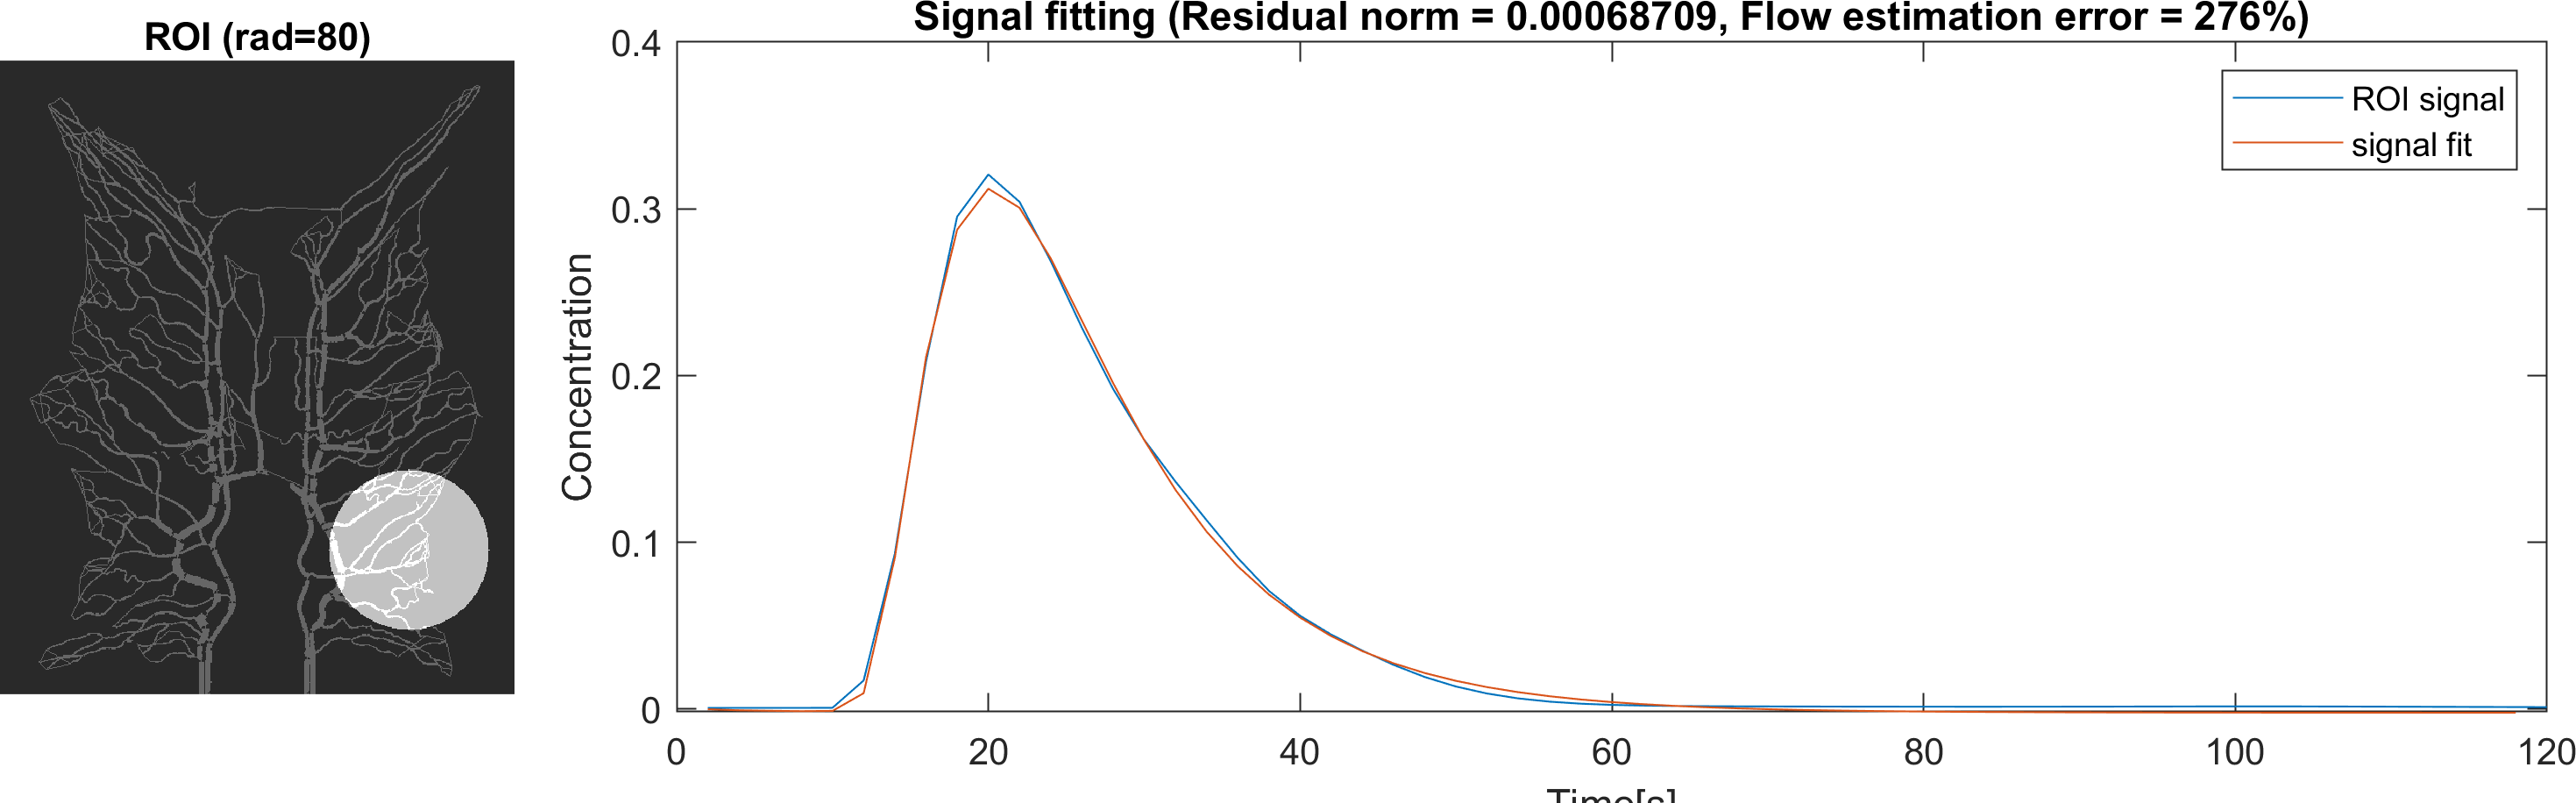 ROI (rad=80)
Signal fitting (Residual norm = 0.00068709, Flow estimation error = 276%)
ROI signal
signal fit
Concentration
0.4
0.3
0.2
0.1
0
0 20 40 60 80 100 120
Time[s]